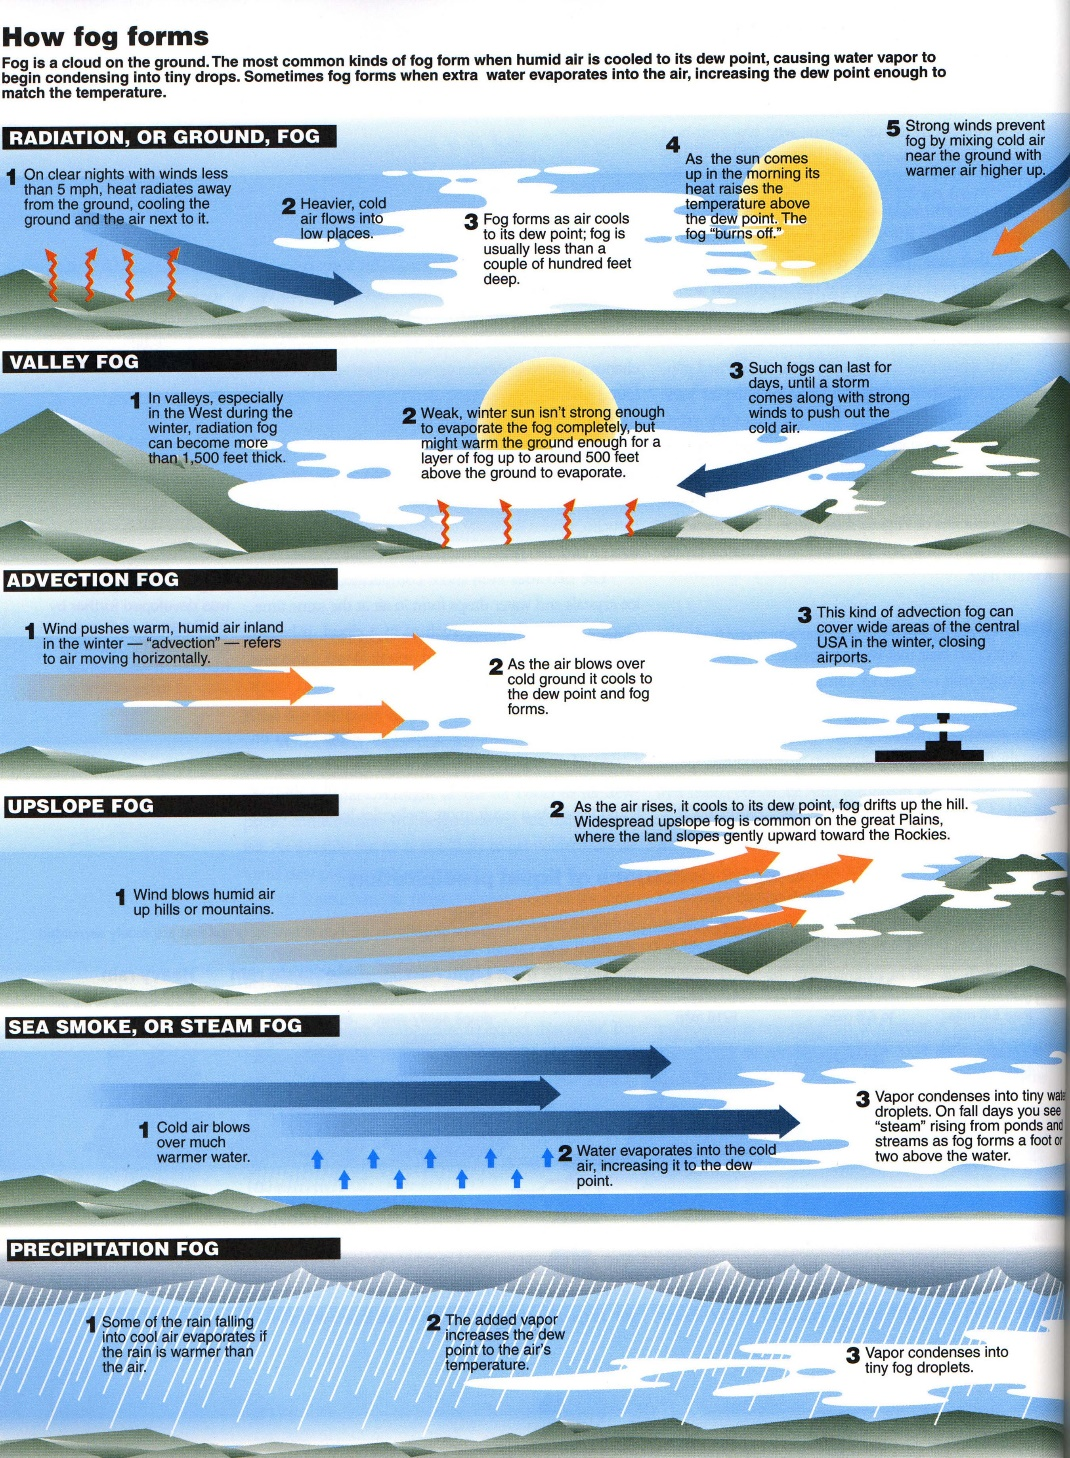 How fog forms
Fog is a cloud on the ground. The most common kinds of fog form when humid air is cooled to its dew point, causing water vapor to
begin condensing into tiny drops. Sometimes fog forms when extra water evaporates into the air, increasing the dew point enough to
match the temperature.
RADIATION, OR GROUND, FOG
1 On clear nights with winds less
than 5 mph, heat radiates away
from the ground, cooling the
ground and the air next to it.
2 Heavier, cold
air flows into
low places.
3 Fog forms as air cools
to its dew point; fog is
usually less than a
couple of hundred feet
deep.
4
As the sun comes
up in the morning its
heat raises the
temperature above
the dew point. The
fog “burns off.”
5 Strong winds prevent
fog by mixing cold air
near the ground with
warmer air higher up.
VALLEY FOG
1 In valleys, especially
in the West during the
winter, radiation fog
can become more
than 1,500 feet thick.
2 Weak, winter sun isn’t strong enough
to evaporate the fog completely, but
might warm the ground enough for a
layer of fog up to around 500 feet
above the ground to evaporate.
3 Such fogs can last for
days, until a storm
comes along with strong
winds to push out the
cold air.
ADVECTION FOG
1 Wind pushes warm, humid air inland
in the winter — “advection” — refers
to air moving horizontally.
2 As the air blows over
cold ground it cools to
the dew point and fog
forms.
3 This kind of advection fog can
cover wide areas of the central
USA in the winter, closing
airports.
UPSLOPE FOG
1 Wind blows humid air
up hills or mountains.
2 As the air rises, it cools to its dew point, fog drifts up the hill.
Widespread upslope fog is common on the great Plains,
where the land slopes gently upward toward the Rockies.
SEA SMOKE, OR STEAM FOG
1 Cold air blows
over much
warmer water.
2 Water evaporates into the cold
air, increasing it to the dew
point.
3 Vapor condenses into tiny
droplets. On fall days you see
“steam” rising from ponds and
streams as fog forms a foot or
two above the water.
PRECIPITATION FOG
1 Some of the rain falling
into cool air evaporates if
the rain is warmer than
the air.
2 The added vapor
increases the dew
point to the air’s
temperature.
3 Vapor condenses into
tiny fog droplets.